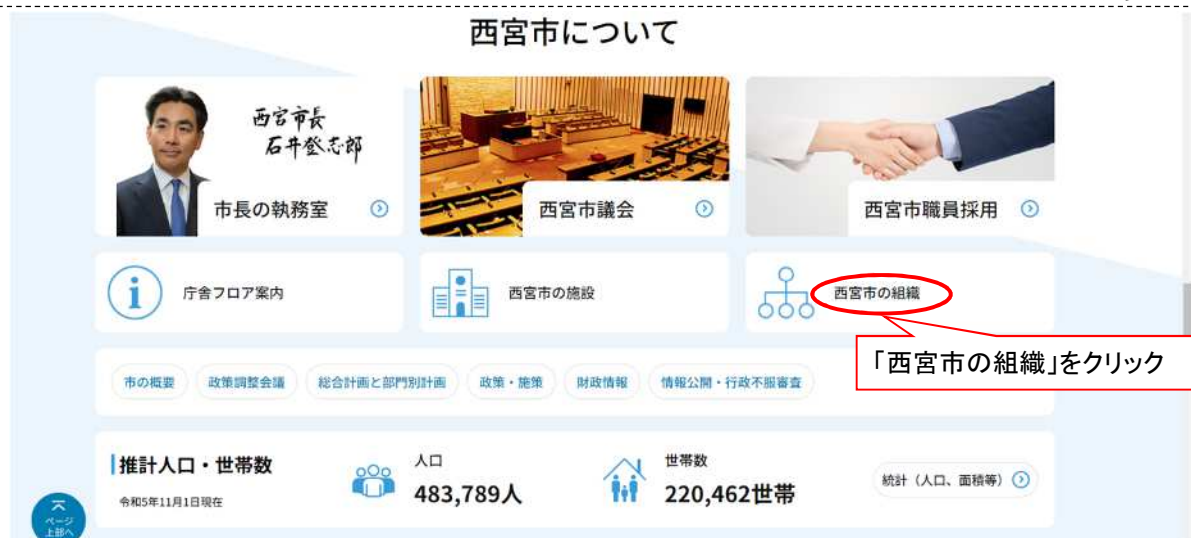 西宮市について
西宮市長
石井登志郎
市長の執務室
西宮市議会
西宮市職員採用
庁舎フロア案内
西宮市の施設
西宮市の組織
「西宮市の組織」をクリック
市の概要
政策調整会議
総合計画と部門別計画
政策・施策
財政情報
情報公開・行政不服審査
推計人口・世帯数
令和5年11月1日現在
人口
483,789人
世帯数
220,462世帯
統計（人口、面積等）
ページ
上部へ